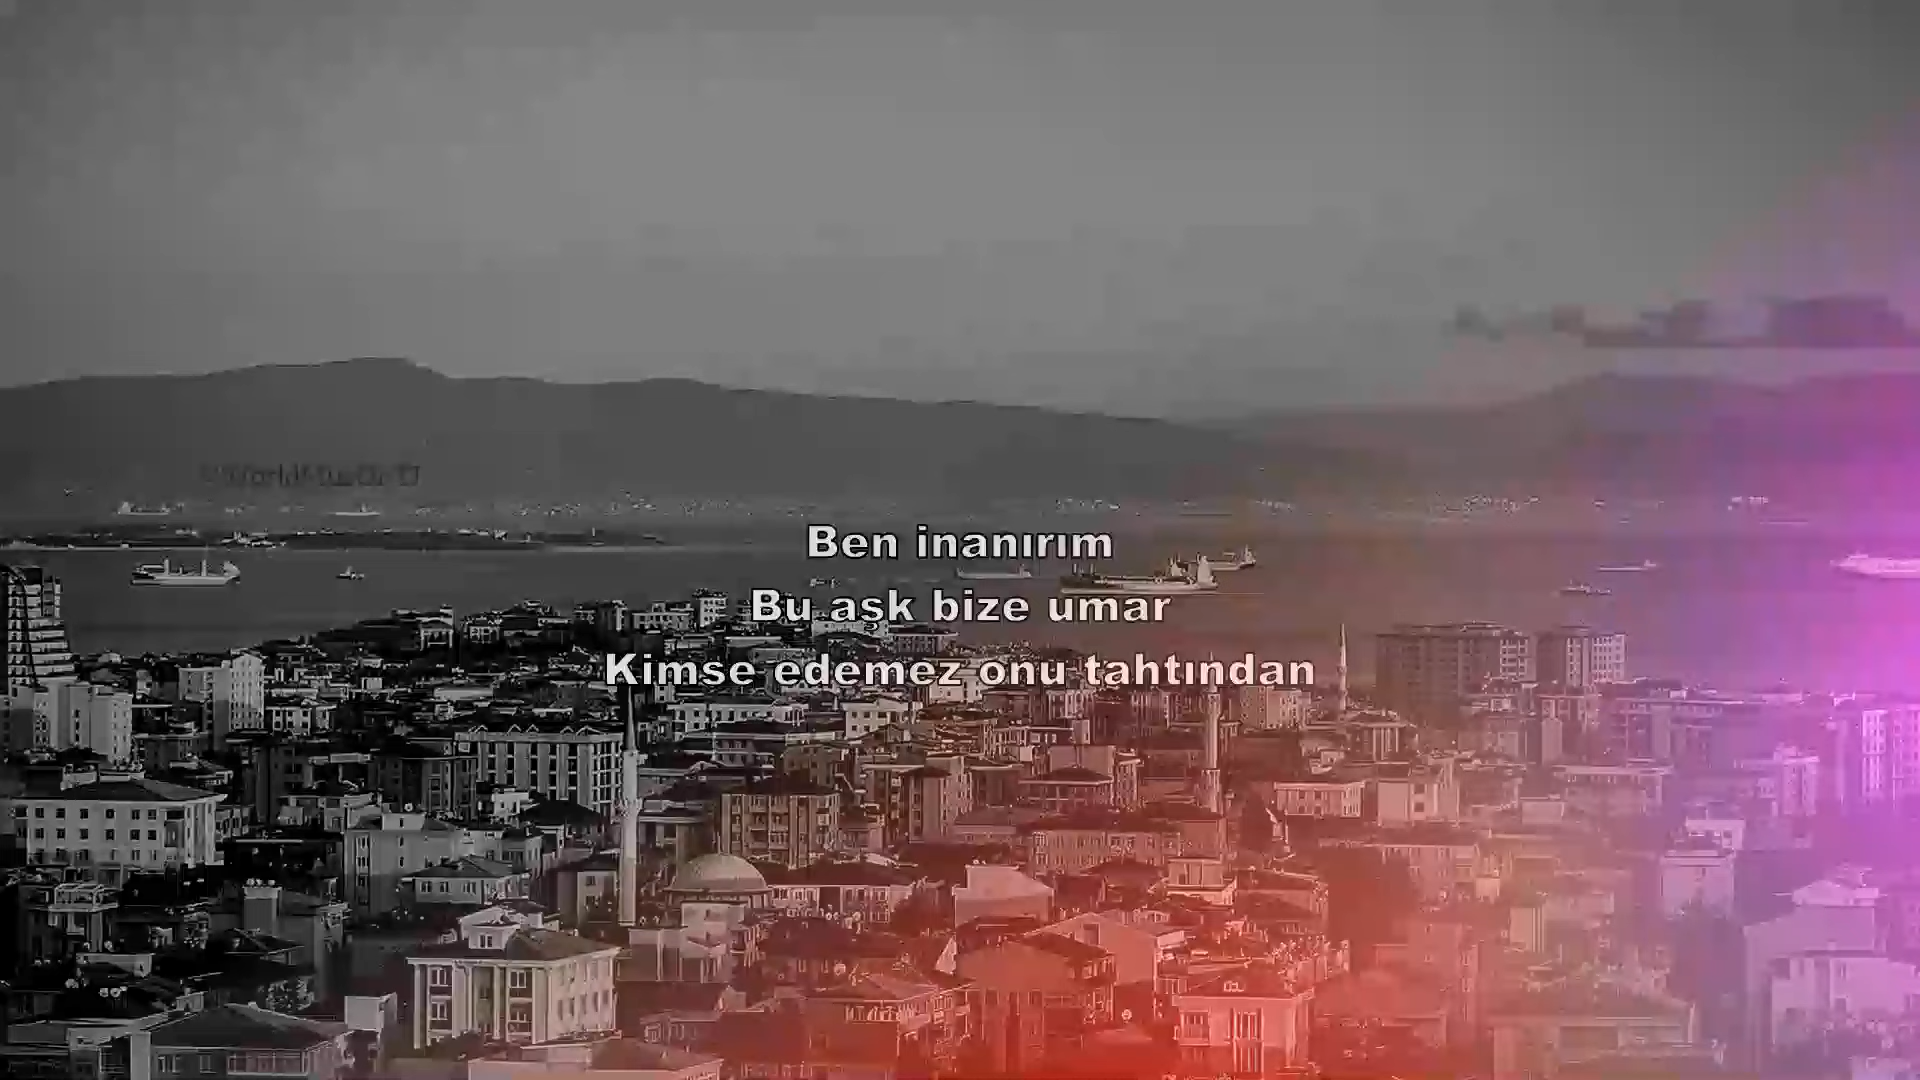 Ben inanırım
Bu aşk bize umar
Kimse edemez onu tahtından